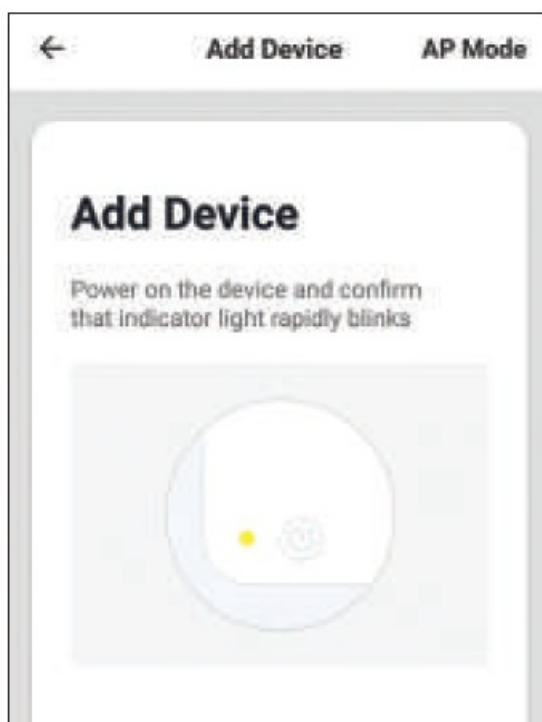 Add Device AP Mode
Add Device
Power on the device and confirm
that indicator light rapidly blinks